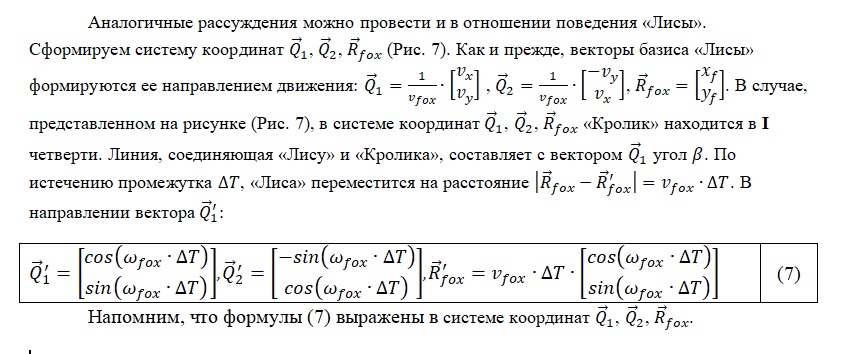 Аналогичные рассуждения можно провести и в отношении поведения «Лисы».
Сформируем систему координат $\vec{Q}_1$, $\vec{Q}_2$, $\vec{R}_{fox}$ (Рис. 7). Как и прежде, векторы базиса «Лисы»
формируются ее направлением движения: $\vec{Q}_1 = \frac{1}{v_{fox}} \cdot \begin{bmatrix} v_x \\ v_y \end{bmatrix}$ , $\vec{Q}_2 = \frac{1}{v_{fox}} \cdot \begin{bmatrix} -v_y \\ v_x \end{bmatrix}$, $\vec{R}_{fox} = \begin{bmatrix} x_f \\ y_f \end{bmatrix}$. В случае,
представленном на рисунке (Рис. 7), в системе координат $\vec{Q}_1$, $\vec{Q}_2$, $\vec{R}_{fox}$ «Кролик» находится в I
четверти. Линия, соединяющая «Лису» и «Кролика», составляет с вектором $\vec{Q}_1$ угол $\beta$. По
истечению промежутка $\Delta T$, «Лиса» переместится на расстояние $|\vec{R}_{fox} - \vec{R}'_{fox}| = v_{fox} \cdot \Delta T$. В
направлении вектора $\vec{Q}'_1$:
$\vec{Q}'_1 = \begin{bmatrix} cos(\omega_{fox} \cdot \Delta T) \\ sin(\omega_{fox} \cdot \Delta T) \end{bmatrix}$, $\vec{Q}'_2 = \begin{bmatrix} -sin(\omega_{fox} \cdot \Delta T) \\ cos(\omega_{fox} \cdot \Delta T) \end{bmatrix}$, $\vec{R}'_{fox} = v_{fox} \cdot \Delta T \cdot \begin{bmatrix} cos(\omega_{fox} \cdot \Delta T) \\ sin(\omega_{fox} \cdot \Delta T) \end{bmatrix}$ (7)
Напомним, что формулы (7) выражены в системе координат $\vec{Q}_1$, $\vec{Q}_2$, $\vec{R}_{fox}$.